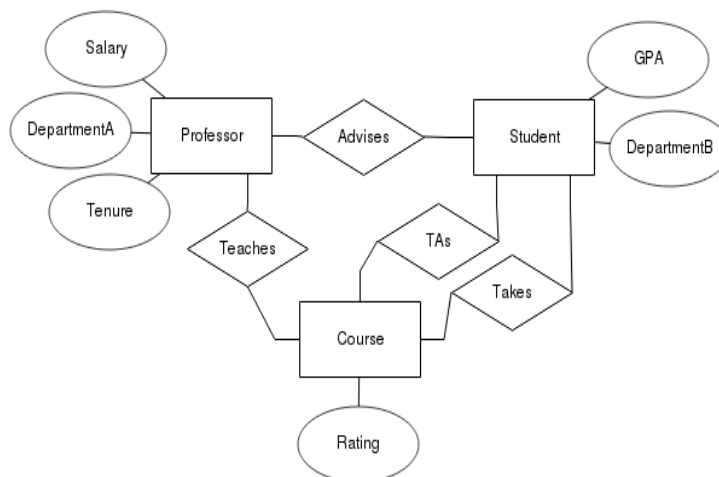 Salary
GPA
DepartmentA
Professor
Advises
Student
DepartmentB
Tenure
Teaches
TAs
Takes
Course
Rating